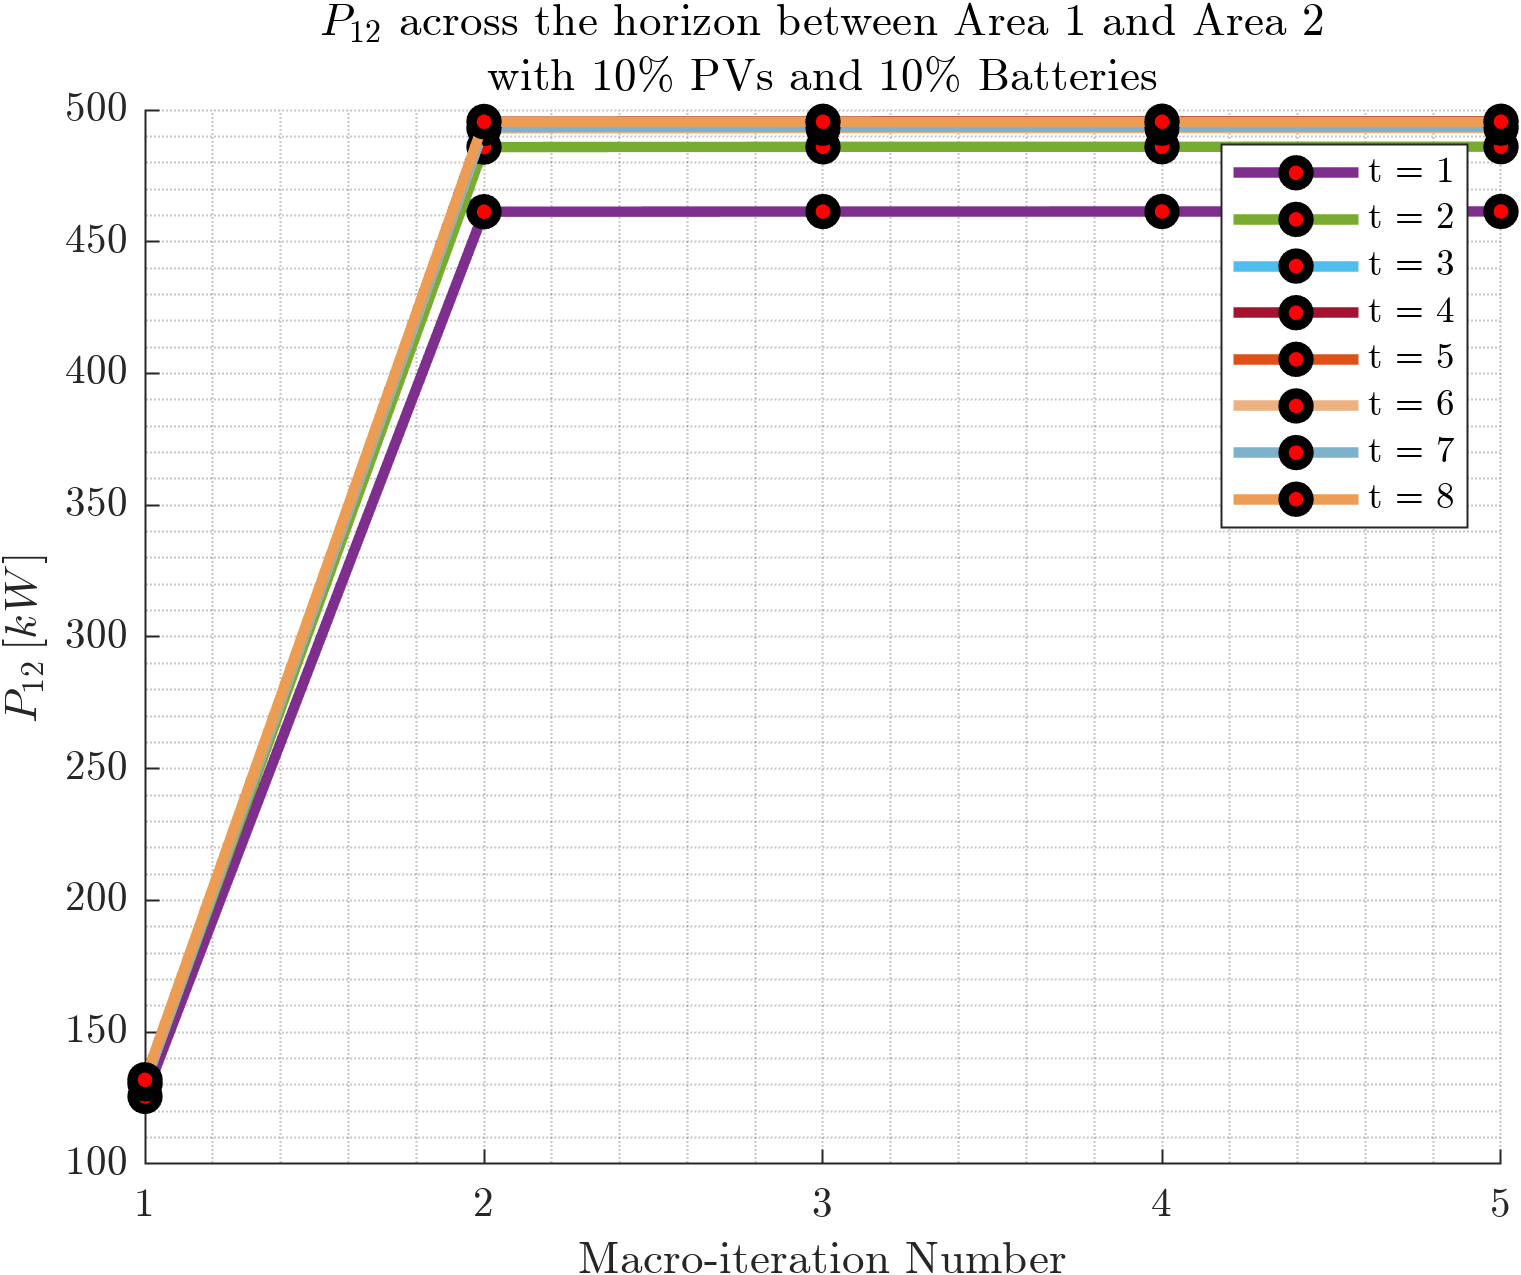 P12 across the horizon between Area 1 and Area 2
with 10% PVs and 10% Batteries
500
450
400
350
300
250
200
150
100
P12 [kW]
t = 1
t = 2
t = 3
t = 4
t = 5
t = 6
t = 7
t = 8
1 2 3 4 5
Macro-iteration Number